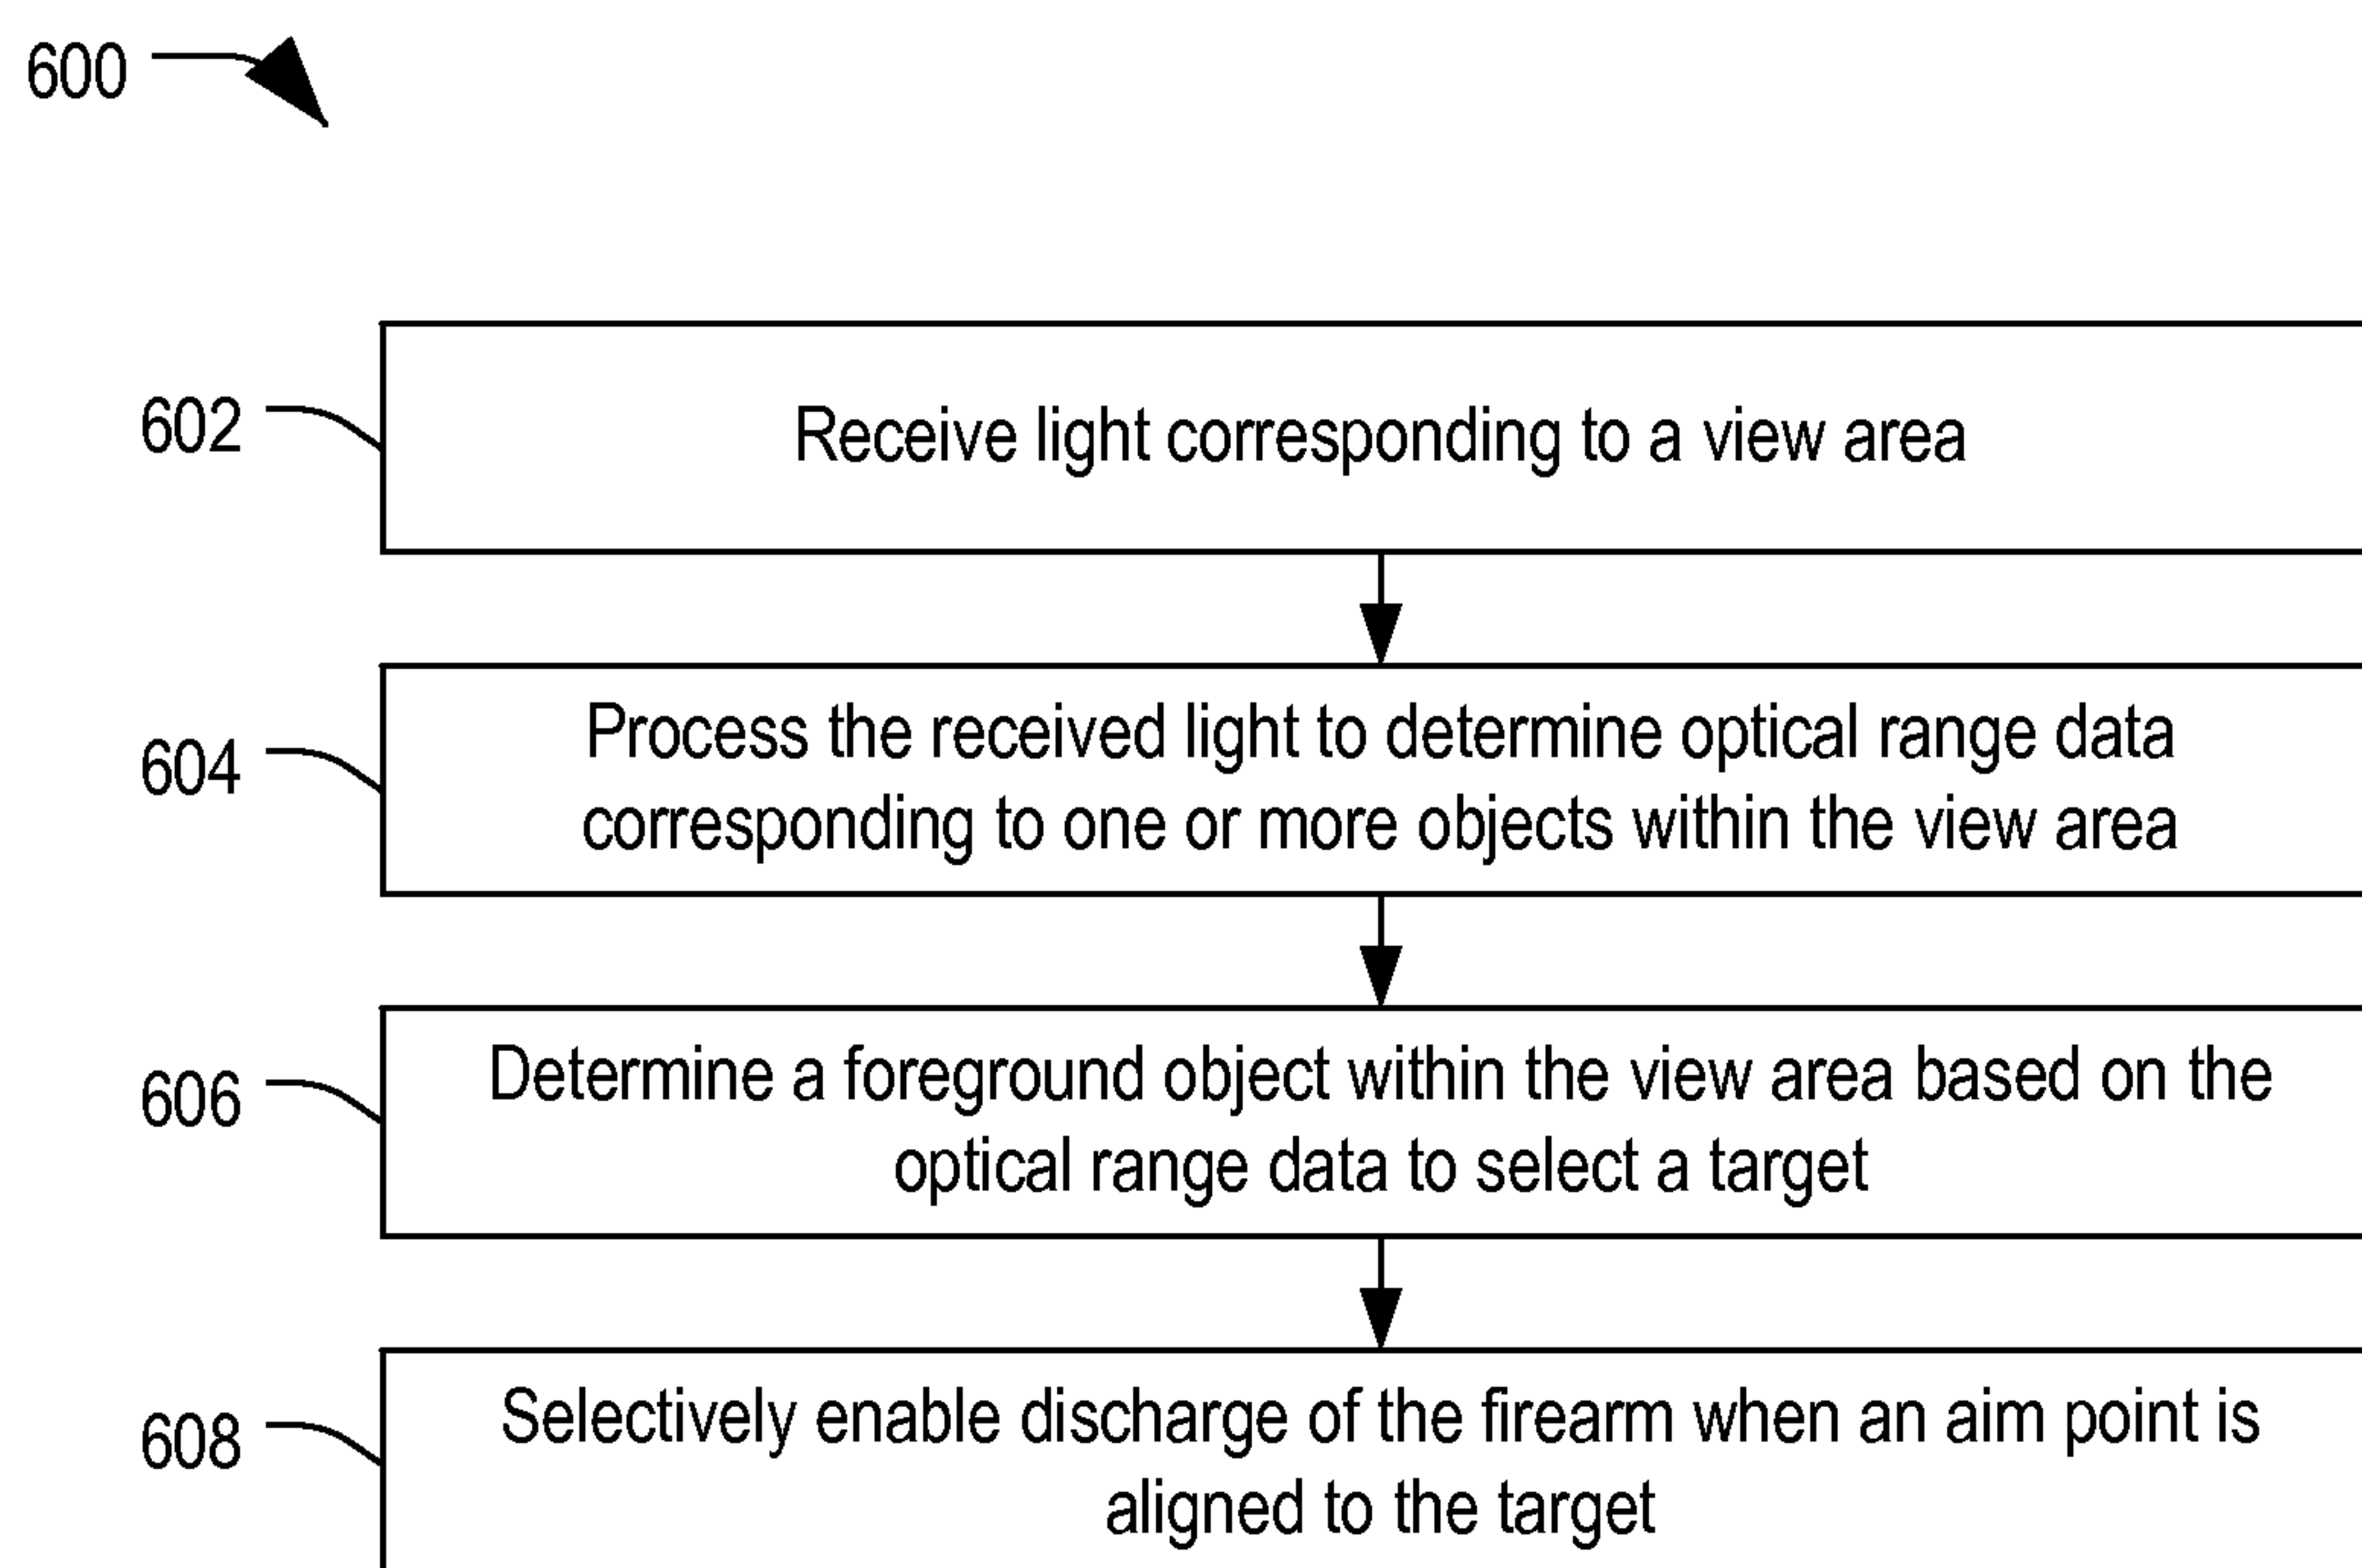 600
602
Receive light corresponding to a view area
604
Process the received light to determine optical range data
corresponding to one or more objects within the view area
606
Determine a foreground object within the view area based on the
optical range data to select a target
608
Selectively enable discharge of the firearm when an aim point is
aligned to the target